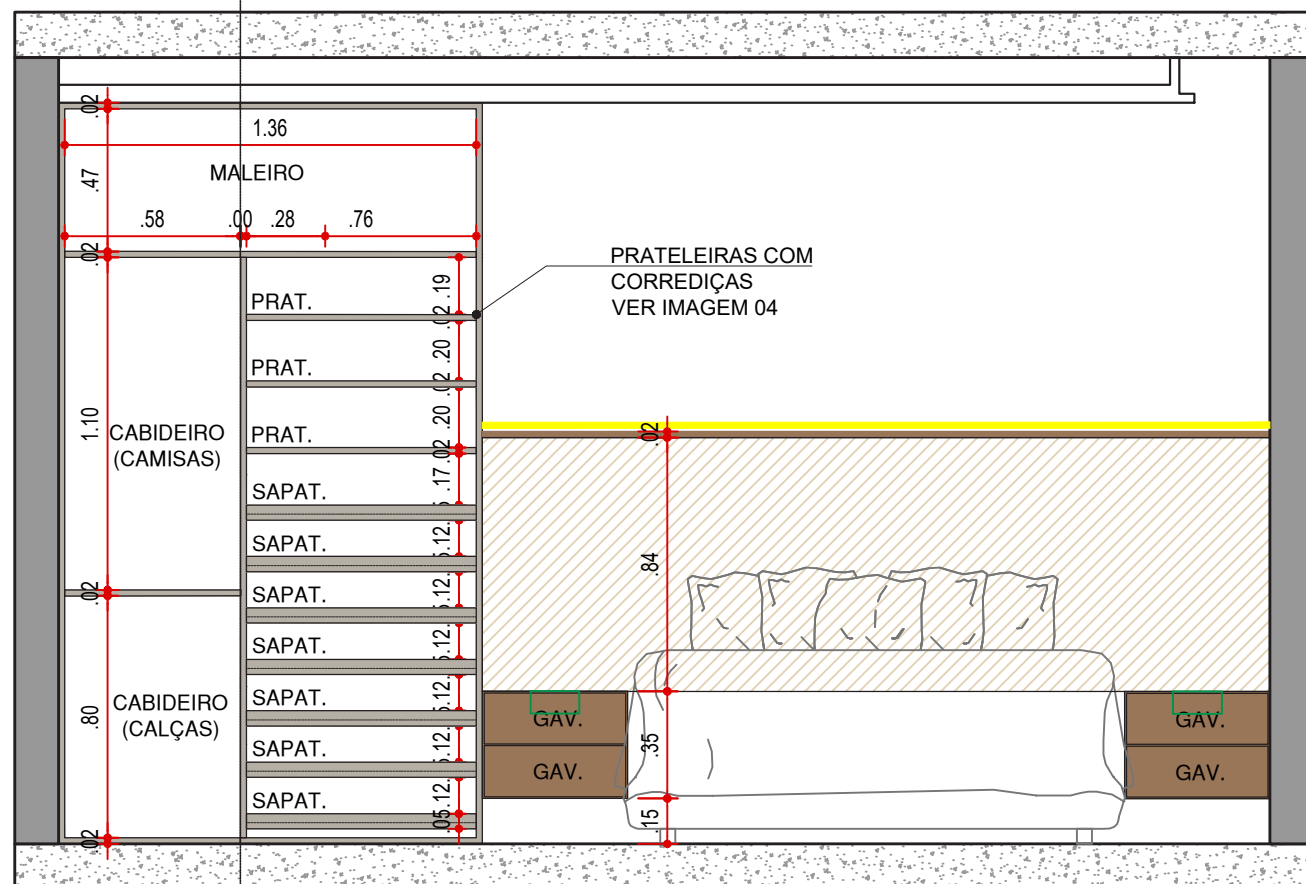 .02
1.36
.47
MALEIRO
.58 .00 .28 .76
.02
PRATELEIRAS COM
CORREDIÇAS
VER IMAGEM 04
.19
PRAT.
.02
.20
PRAT.
.02
.20
1.10
CABIDEIRO
(CAMISAS)
PRAT.
.02
.02
.17
SAPAT.
.12
SAPAT.
.84
.12
SAPAT.
.02
.12
SAPAT.
.12
SAPAT.
CABIDEIRO
(CALÇAS)
.80
GAV.
GAV.
.12
SAPAT.
.35
GAV.
GAV.
.12
SAPAT.
.05
.15
.02